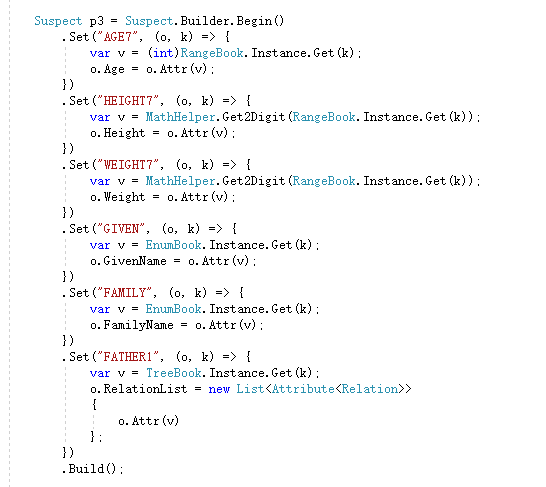 Suspect p3 = Suspect.Builder.Begin()
.Set("AGE7", (o, k) => {
var v = (int)RangeBook.Instance.Get(k);
o.Age = o.Attr(v);
})
.Set("HEIGHT7", (o, k) => {
var v = MathHelper.Get2Digit(RangeBook.Instance.Get(k));
o.Height = o.Attr(v);
})
.Set("WEIGHT7", (o, k) => {
var v = MathHelper.Get2Digit(RangeBook.Instance.Get(k));
o.Weight = o.Attr(v);
})
.Set("GIVEN", (o, k) => {
var v = EnumBook.Instance.Get(k);
o.GivenName = o.Attr(v);
})
.Set("FAMILY", (o, k) => {
var v = EnumBook.Instance.Get(k);
o.FamilyName = o.Attr(v);
})
.Set("FATHER1", (o, k) => {
var v = TreeBook.Instance.Get(k);
o.RelationList = new List<Attribute<Relation>>
{
o.Attr(v)
};
})
.Build();